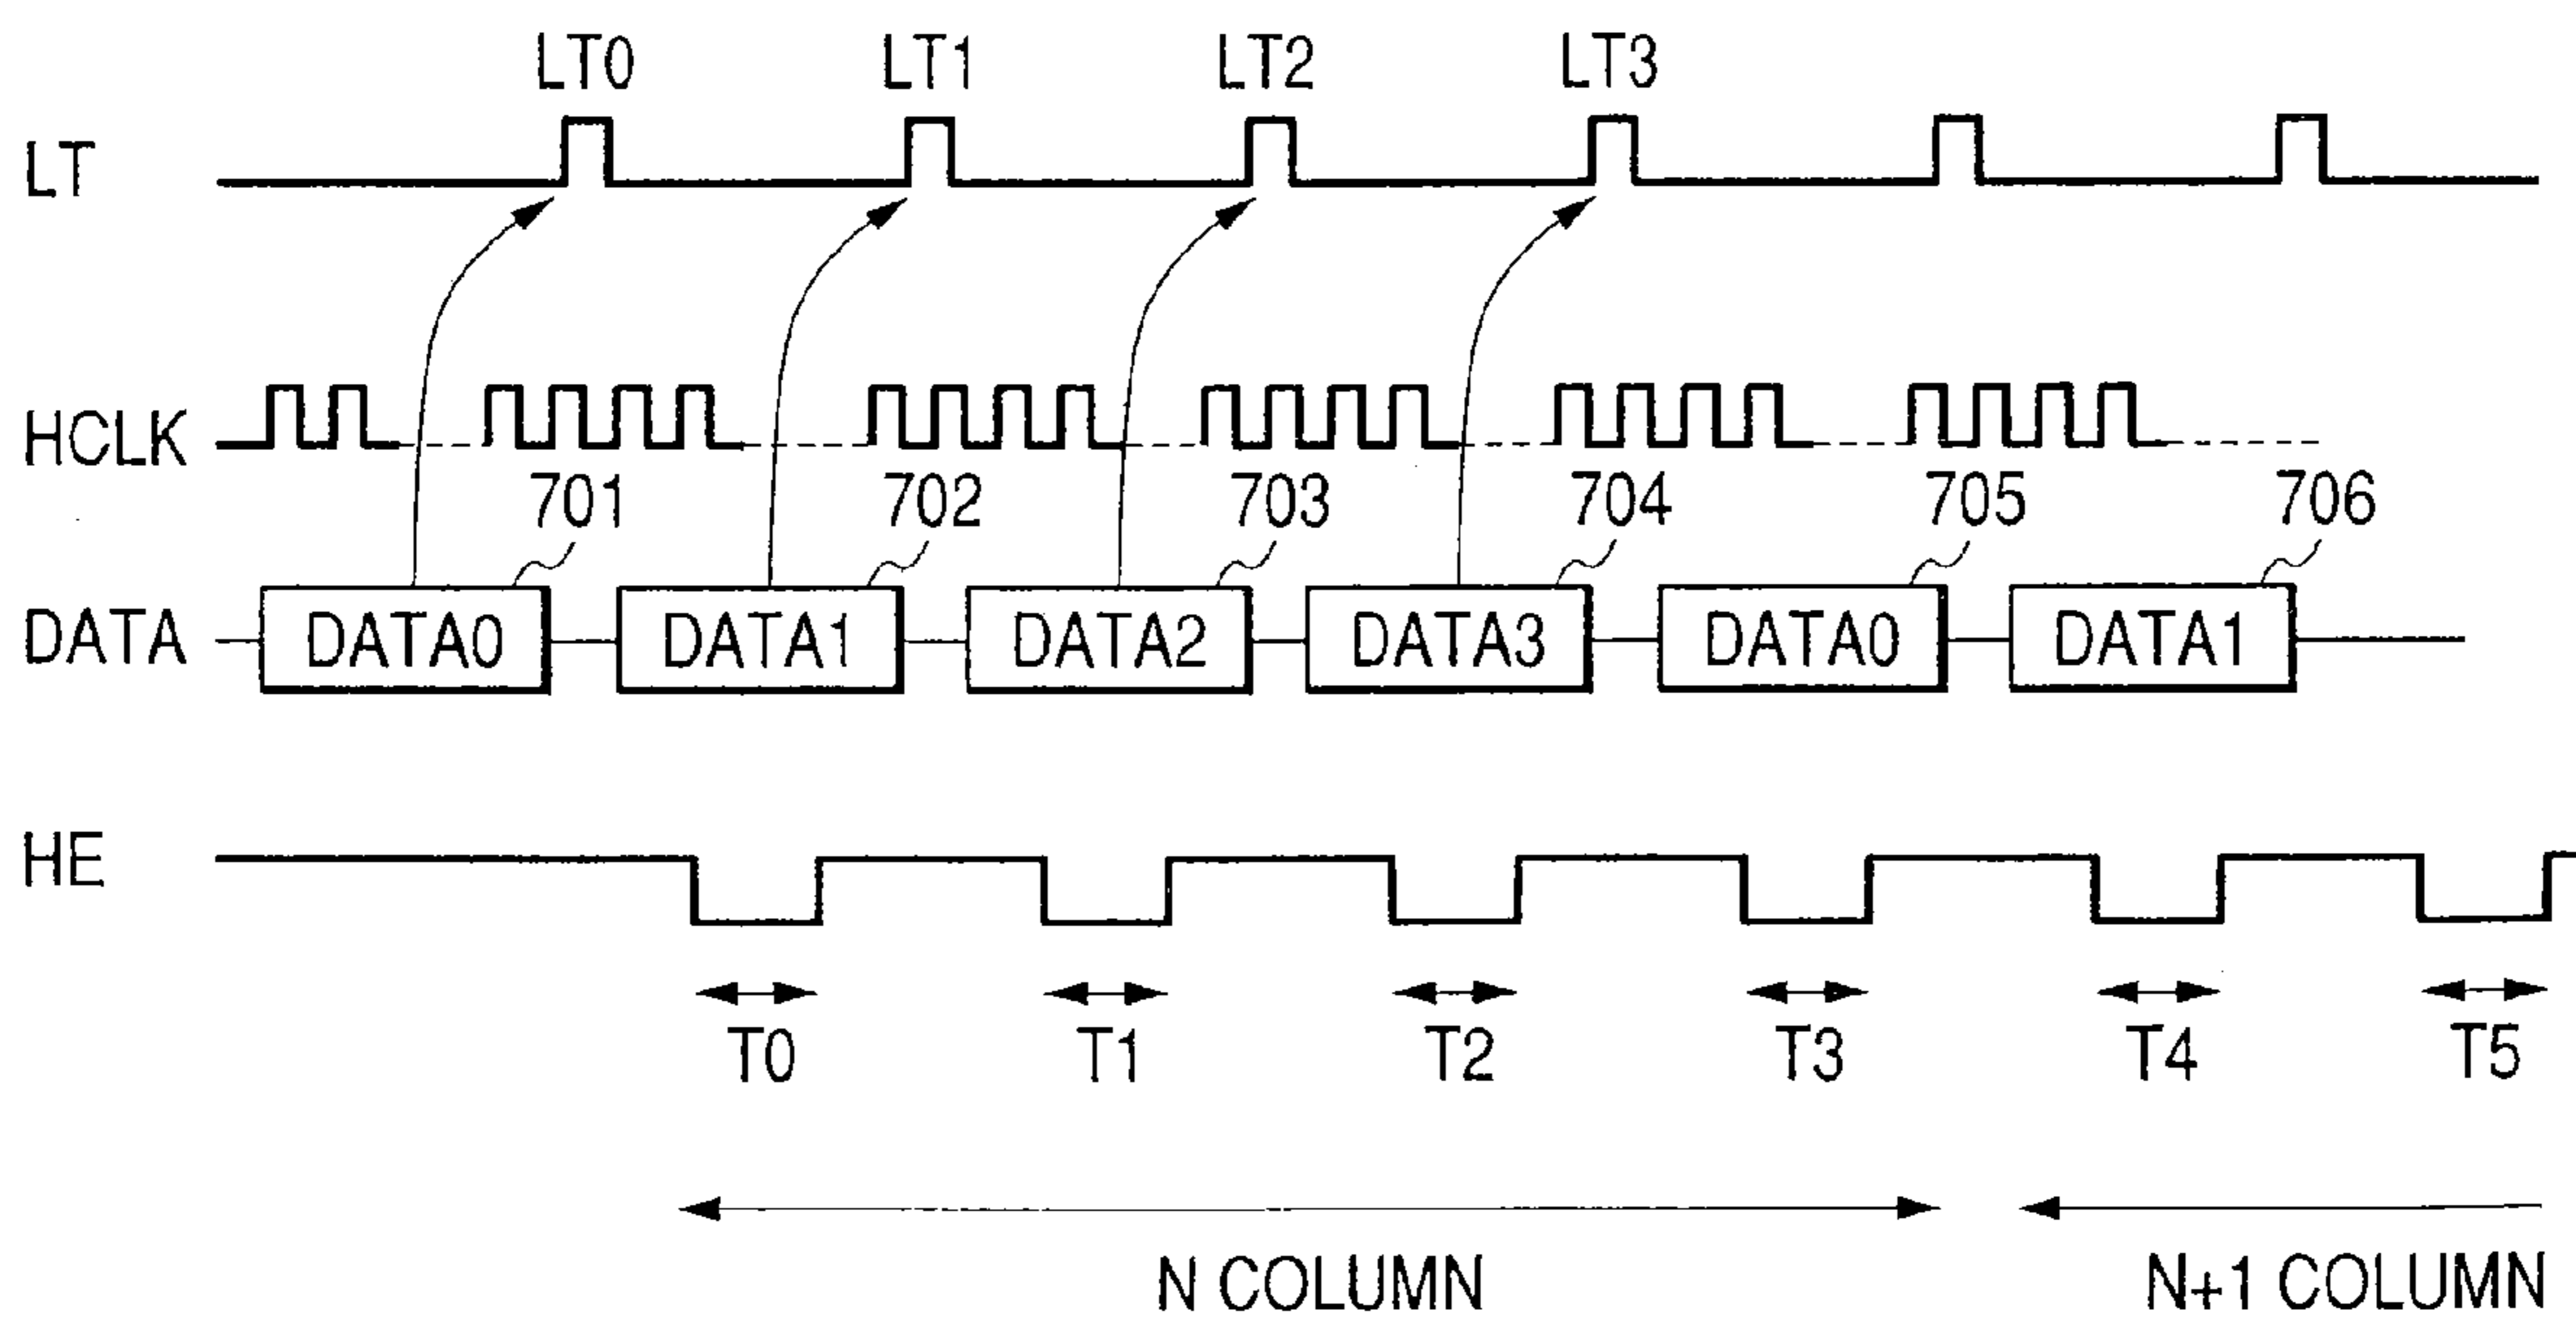 LT0 LT1 LT2 LT3
LT
HCLK
701 702 703 704 705 706
DATA DATA0 DATA1 DATA2 DATA3 DATA0 DATA1
HE
T0 T1 T2 T3 T4 T5
N COLUMN N+1 COLUMN